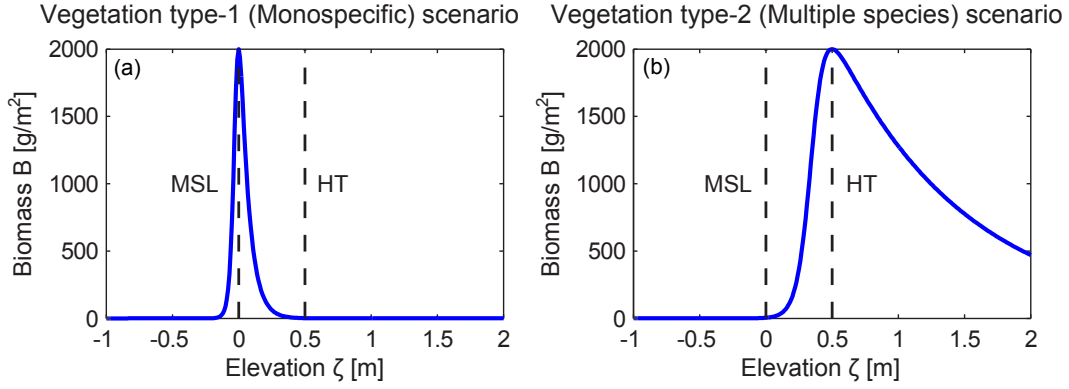 Vegetation type-1 (Monospecific) scenario
(a)
MSL
HT
Biomass B [g/m²]
2000
1500
1000
500
0
-1 -0.5 0 0.5 1 1.5 2
Elevation ζ [m]
Vegetation type-2 (Multiple species) scenario
(b)
MSL
HT
Biomass B [g/m²]
2000
1500
1000
500
0
-1 -0.5 0 0.5 1 1.5 2
Elevation ζ [m]